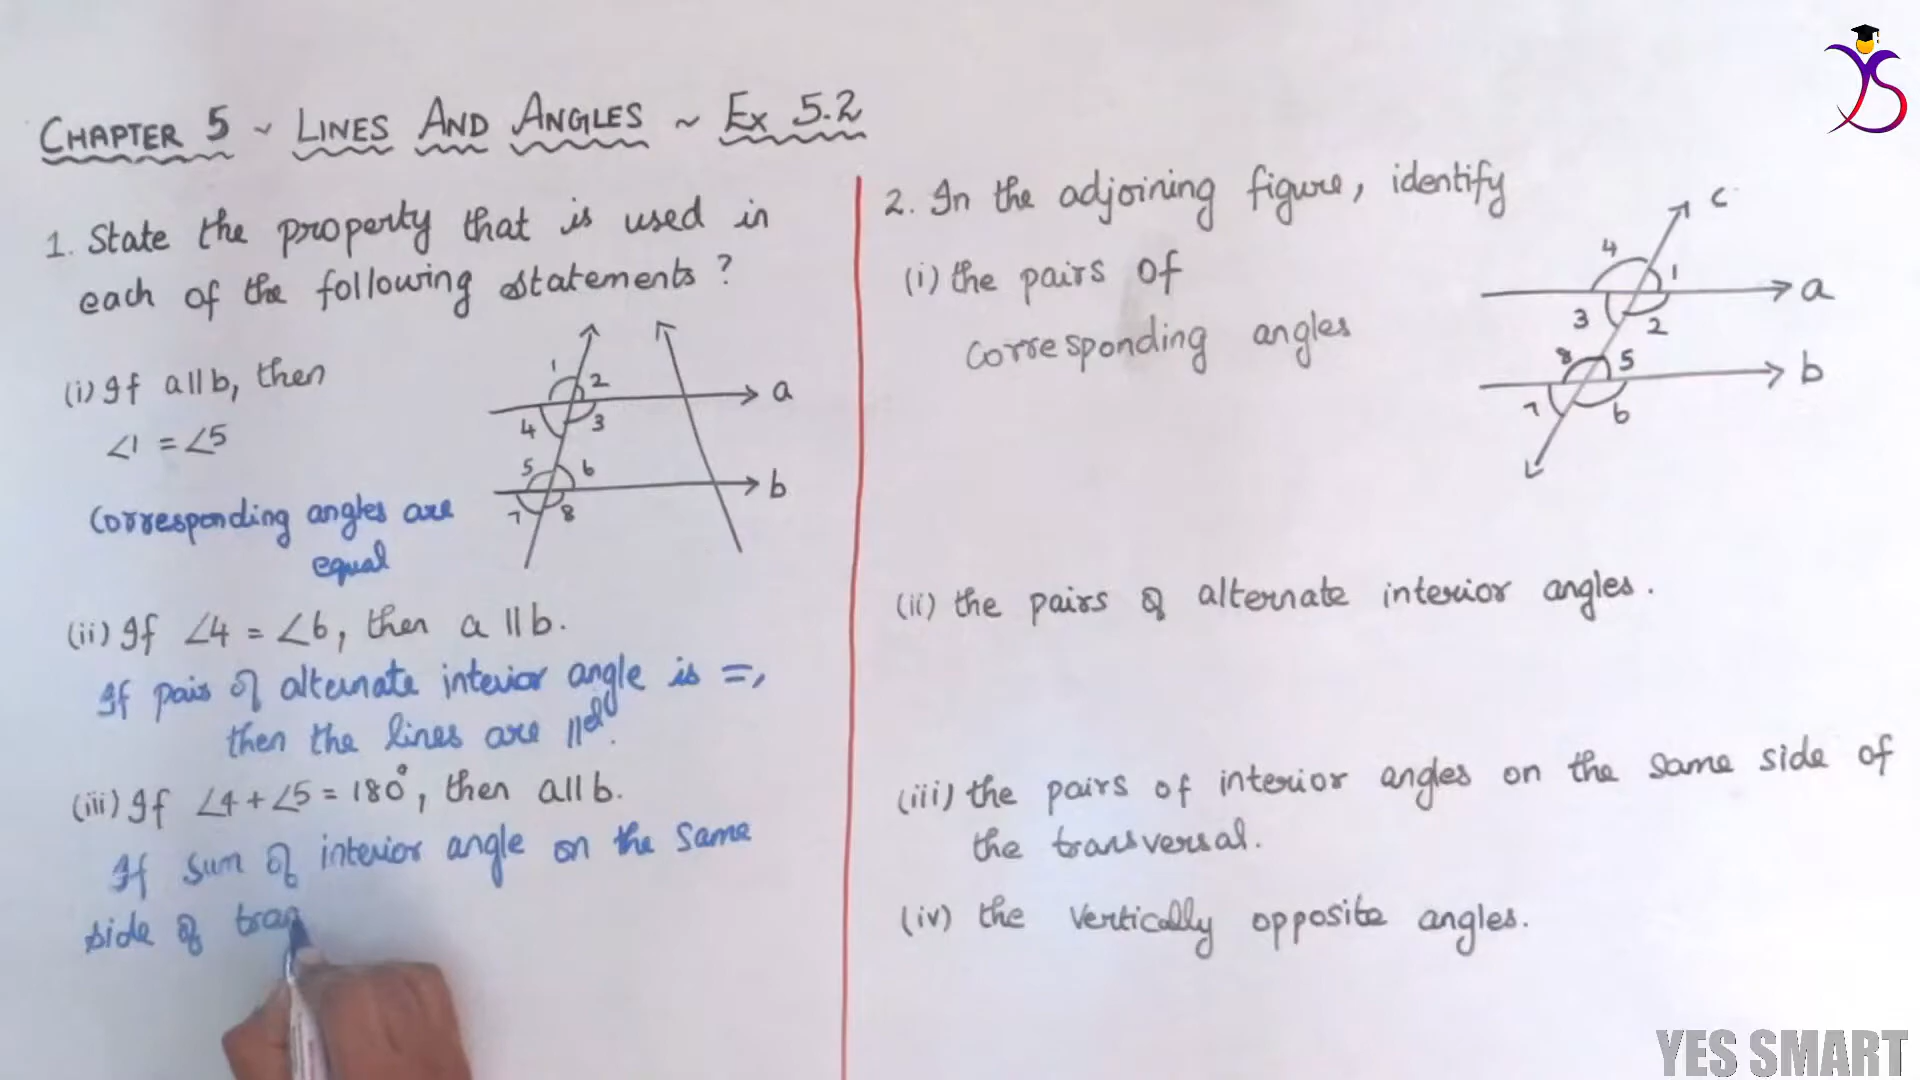 CHAPTER 5 ~ LINES AND ANGLES ~ Ex 5.2
1. State the property that is used in
each of the following statements?
(i) If a||b, then
∠1 = ∠5
1
2
a
4
3
5
6
b
7
8
Corresponding angles are
equal
(ii) If ∠4 = ∠6, then a || b.
If pair of alternate interior angle is =,
then the lines are ||el.
(iii) If ∠4 + ∠5 = 180°, then a||b.
If sum of interior angle on the same
side of tran
2. In the adjoining figure, identify
(i) the pairs of
corresponding angles
c
4
1
a
3
2
8
5
b
7
6
(ii) the pairs of alternate interior angles.
(iii) the pairs of interior angles on the same side of
the transversal.
(iv) the vertically opposite angles.
YES SMART